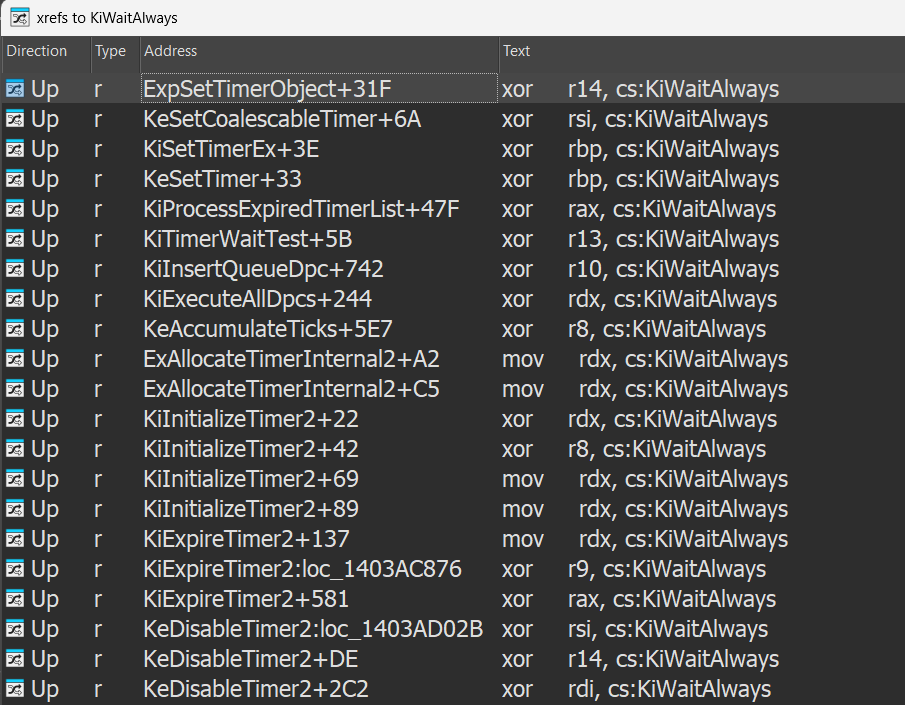 xrefs to KiWaitAlways
Direction Type Address Text
Up r ExpSetTimerObject+31F xor r14, cs:KiWaitAlways
Up r KeSetCoalescableTimer+6A xor rsi, cs:KiWaitAlways
Up r KiSetTimerEx+3E xor rbp, cs:KiWaitAlways
Up r KeSetTimer+33 xor rbp, cs:KiWaitAlways
Up r KiProcessExpiredTimerList+47F xor rax, cs:KiWaitAlways
Up r KiTimerWaitTest+5B xor r13, cs:KiWaitAlways
Up r KiInsertQueueDpc+742 xor r10, cs:KiWaitAlways
Up r KiExecuteAllDpcs+244 xor rdx, cs:KiWaitAlways
Up r KeAccumulateTicks+5E7 xor r8, cs:KiWaitAlways
Up r ExAllocateTimerInternal2+A2 mov rdx, cs:KiWaitAlways
Up r ExAllocateTimerInternal2+C5 mov rdx, cs:KiWaitAlways
Up r KiInitializeTimer2+22 xor rdx, cs:KiWaitAlways
Up r KiInitializeTimer2+42 xor r8, cs:KiWaitAlways
Up r KiInitializeTimer2+69 mov rdx, cs:KiWaitAlways
Up r KiInitializeTimer2+89 mov rdx, cs:KiWaitAlways
Up r KiExpireTimer2+137 mov rdx, cs:KiWaitAlways
Up r KiExpireTimer2:loc_1403AC876 xor r9, cs:KiWaitAlways
Up r KiExpireTimer2+581 xor rax, cs:KiWaitAlways
Up r KeDisableTimer2:loc_1403AD02B xor rsi, cs:KiWaitAlways
Up r KeDisableTimer2+DE xor r14, cs:KiWaitAlways
Up r KeDisableTimer2+2C2 xor rdi, cs:KiWaitAlways